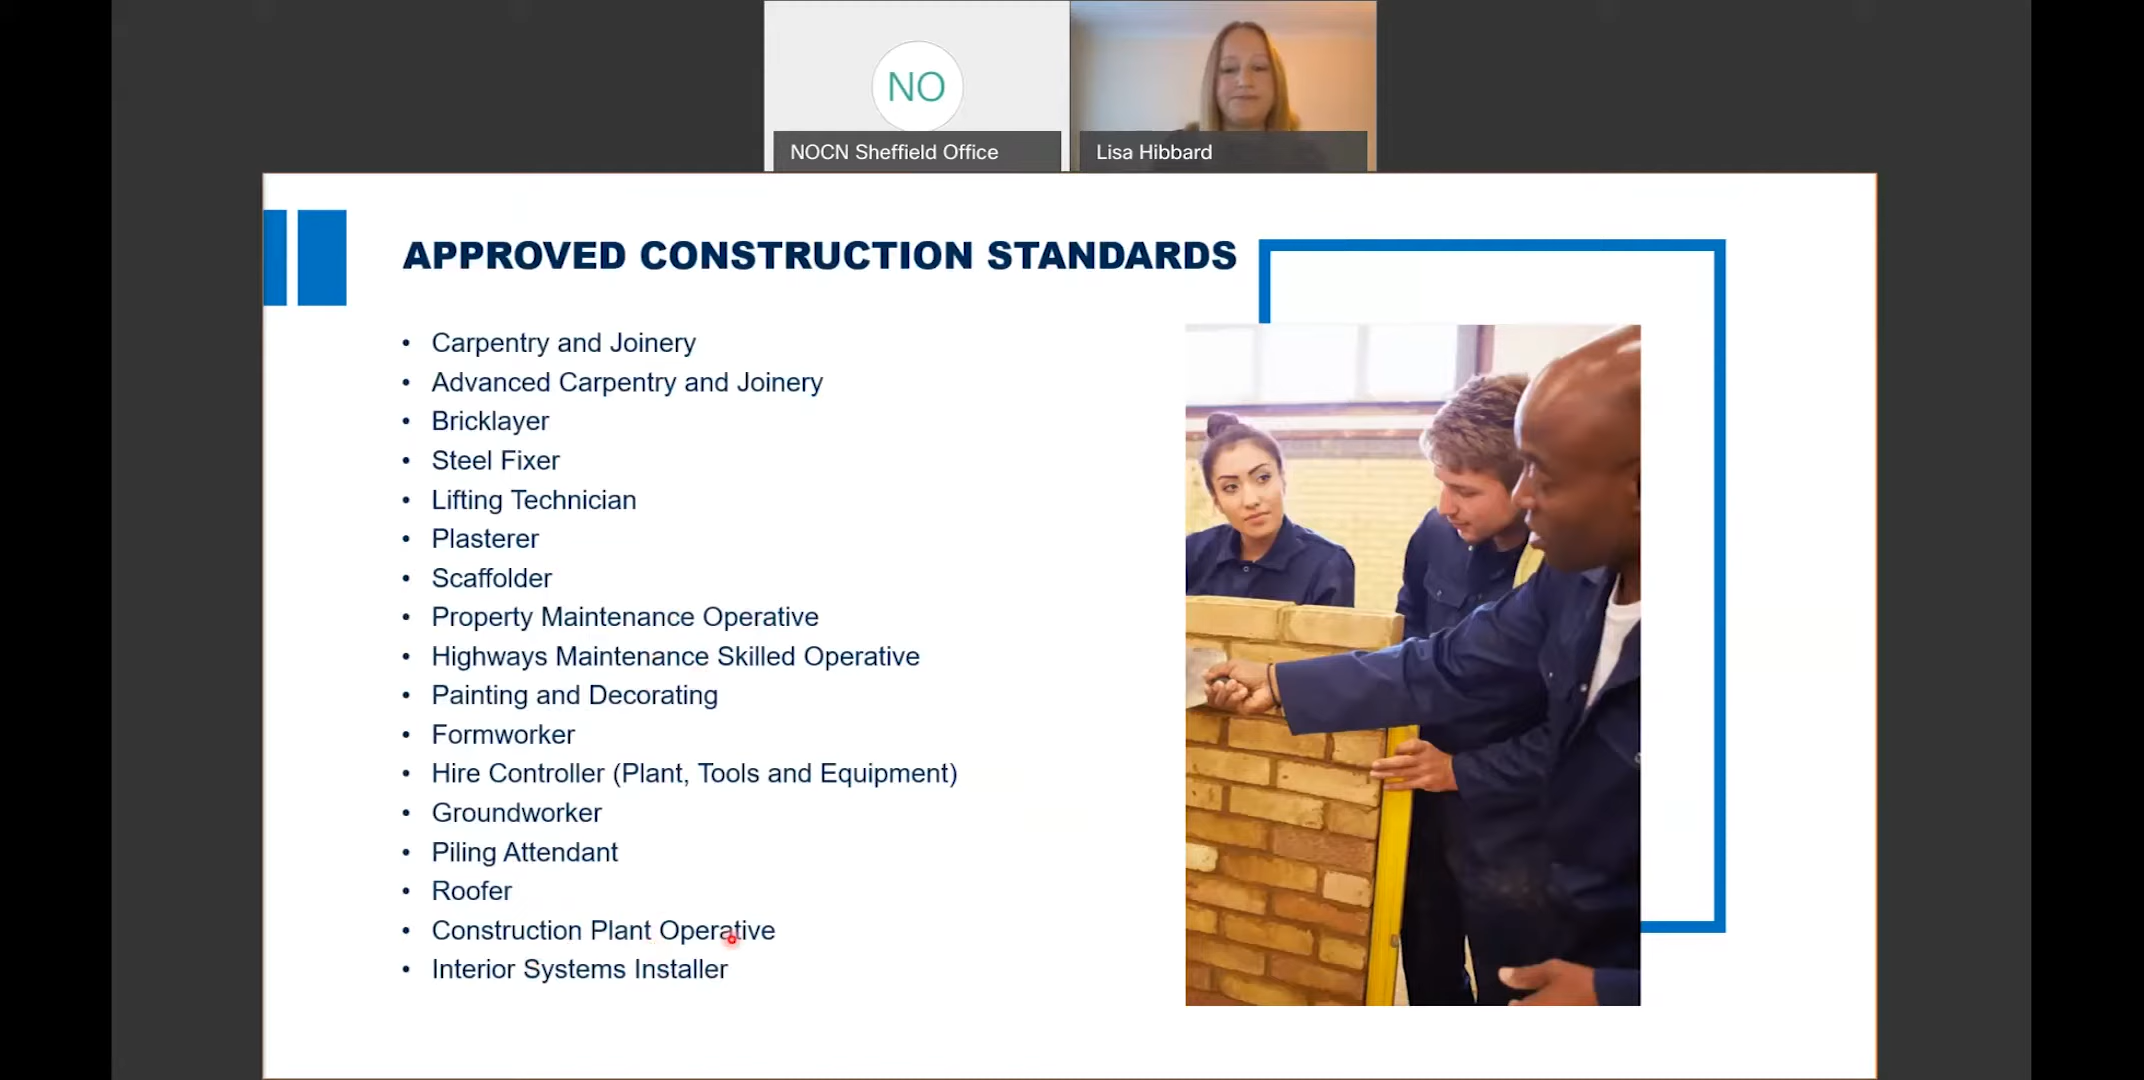 NO
NOCN Sheffield Office
Lisa Hibbard
APPROVED CONSTRUCTION STANDARDS
• Carpentry and Joinery
• Advanced Carpentry and Joinery
• Bricklayer
• Steel Fixer
• Lifting Technician
• Plasterer
• Scaffolder
• Property Maintenance Operative
• Highways Maintenance Skilled Operative
• Painting and Decorating
• Formworker
• Hire Controller (Plant, Tools and Equipment)
• Groundworker
• Piling Attendant
• Roofer
• Construction Plant Operative
• Interior Systems Installer